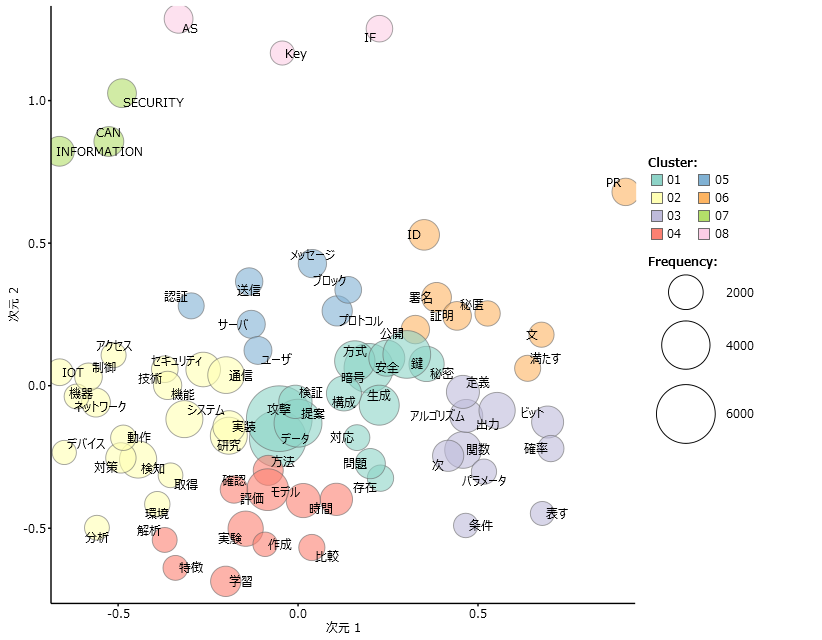 AS
IF
Key
1.0
SECURITY
CAN
INFORMATION
Cluster:
01 05
02 06
03 07
04 08
PR
ID
0.5
メッセージ
Frequency:
ブロック
送信
認証
署名
秘匿
2000
証明
次元 2
サーバ
プロトコル
公開
文
アクセス
方式
ユーザ
満たす
4000
セキュリティ
制御
安全
鍵
IOT
技術
通信
暗号
秘密
0.0
定義
機器
機能
検証
生成
ネットワーク
システム
攻撃
提案
構成
アルゴリズム
ビット
6000
実装
出力
動作
データ
対応
デバイス
研究
関数
確率
対策
検知
方法
問題
次
取得
確認
モデル
存在
パラメータ
評価
環境
時間
表す
-0.5
解析
条件
分析
実験
作成
比較
特徴
学習
-0.5
0.0
0.5
次元 1